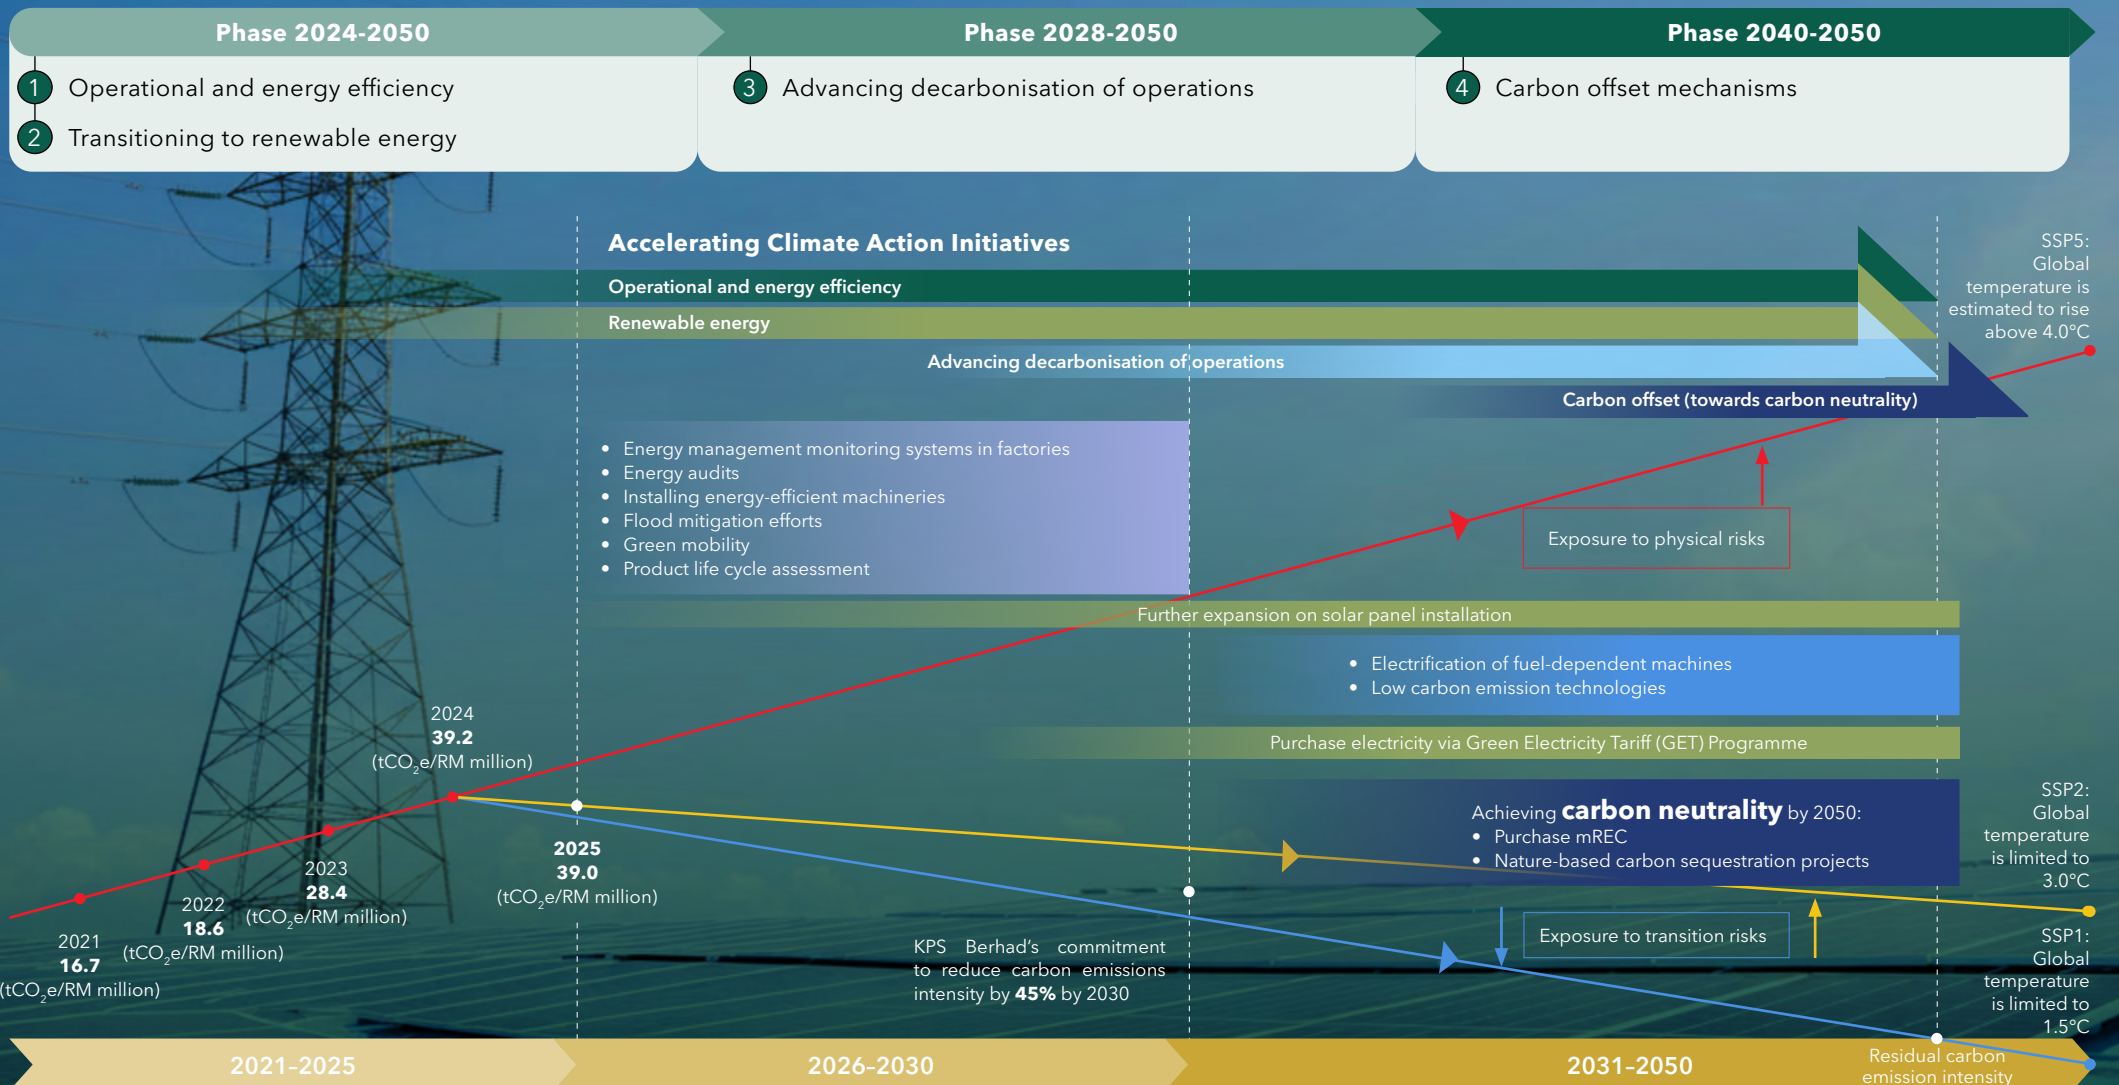 Phase 2024-2050
1 Operational and energy efficiency
2 Transitioning to renewable energy
Phase 2028-2050
3 Advancing decarbonisation of operations
Phase 2040-2050
4 Carbon offset mechanisms
Accelerating Climate Action Initiatives
Operational and energy efficiency
Renewable energy
Advancing decarbonisation of operations
Carbon offset (towards carbon neutrality)
SSP5:
Global
temperature is
estimated to rise
above 4.0°C
• Energy management monitoring systems in factories
• Energy audits
• Installing energy-efficient machineries
• Flood mitigation efforts
• Green mobility
• Product life cycle assessment
Exposure to physical risks
Further expansion on solar panel installation
• Electrification of fuel-dependent machines
• Low carbon emission technologies
Purchase electricity via Green Electricity Tariff (GET) Programme
Achieving carbon neutrality by 2050:
• Purchase mREC
• Nature-based carbon sequestration projects
SSP2:
Global
temperature
is limited to
3.0°C
2024
39.2
(tCO₂e/RM million)
2025
39.0
(tCO₂e/RM million)
2023
28.4
(tCO₂e/RM million)
2022
18.6
(tCO₂e/RM million)
2021
16.7
(tCO₂e/RM million)
KPS Berhad's commitment
to reduce carbon emissions
intensity by 45% by 2030
Exposure to transition risks
SSP1:
Global
temperature
is limited to
1.5°C
2021–2025
2026–2030
2031–2050
Residual carbon
emission intensity